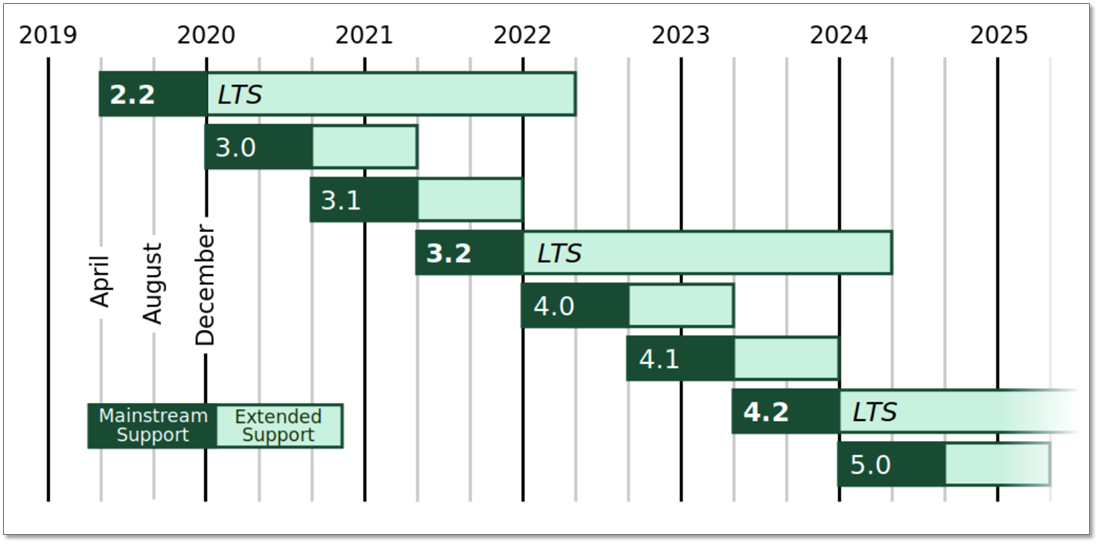 2019 2020 2021 2022 2023 2024 2025
2.2 LTS
3.0
3.1
3.2 LTS
April August December
4.0
4.1
4.2 LTS
Mainstream
Support
Extended
Support
5.0